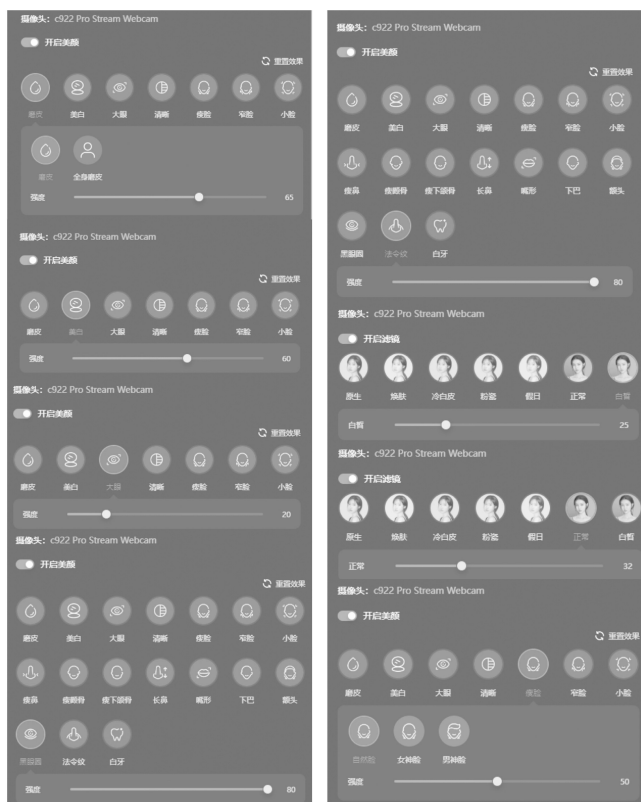 摄像头：c922 Pro Stream Webcam
开启美颜
重置效果
磨皮 美白 大眼 清晰 瘦脸 窄脸 小脸
磨皮 全身磨皮
强度 65
摄像头：c922 Pro Stream Webcam
开启美颜
重置效果
磨皮 美白 大眼 清晰 瘦脸 窄脸 小脸
强度 60
摄像头：c922 Pro Stream Webcam
开启美颜
重置效果
磨皮 美白 大眼 清晰 瘦脸 窄脸 小脸
强度 20
摄像头：c922 Pro Stream Webcam
开启美颜
重置效果
磨皮 美白 大眼 清晰 瘦脸 窄脸 小脸
瘦鼻 瘦颧骨 瘦下颌骨 长鼻 嘴形 下巴 额头
黑眼圈 法令纹 白牙
强度 80
摄像头：c922 Pro Stream Webcam
开启美颜
重置效果
磨皮 美白 大眼 清晰 瘦脸 窄脸 小脸
瘦鼻 瘦颧骨 瘦下颌骨 长鼻 嘴形 下巴 额头
黑眼圈 法令纹 白牙
强度 80
摄像头：c922 Pro Stream Webcam
开启滤镜
原生 焕肤 冷白皮 粉瓷 假日 正常 白皙
白皙 25
摄像头：c922 Pro Stream Webcam
开启滤镜
原生 焕肤 冷白皮 粉瓷 假日 正常 白皙
正常 32
摄像头：c922 Pro Stream Webcam
开启美颜
重置效果
磨皮 美白 大眼 清晰 瘦脸 窄脸 小脸
自然脸 女神脸 男神脸
强度 50